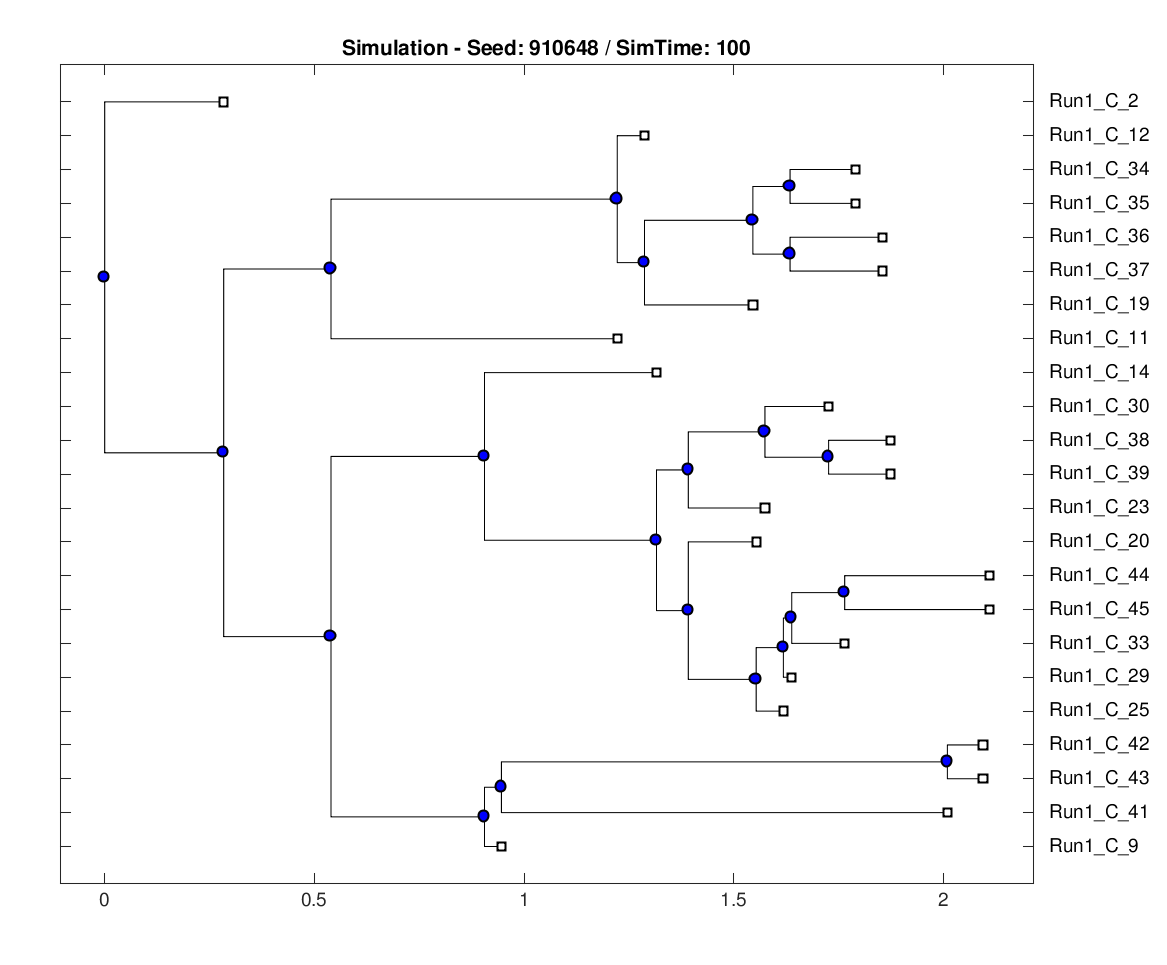 Simulation - Seed: 910648 / SimTime: 100
Run1_C_2
Run1_C_12
Run1_C_34
Run1_C_35
Run1_C_36
Run1_C_37
Run1_C_19
Run1_C_11
Run1_C_14
Run1_C_30
Run1_C_38
Run1_C_39
Run1_C_23
Run1_C_20
Run1_C_44
Run1_C_45
Run1_C_33
Run1_C_29
Run1_C_25
Run1_C_42
Run1_C_43
Run1_C_41
Run1_C_9
0 0.5 1 1.5 2